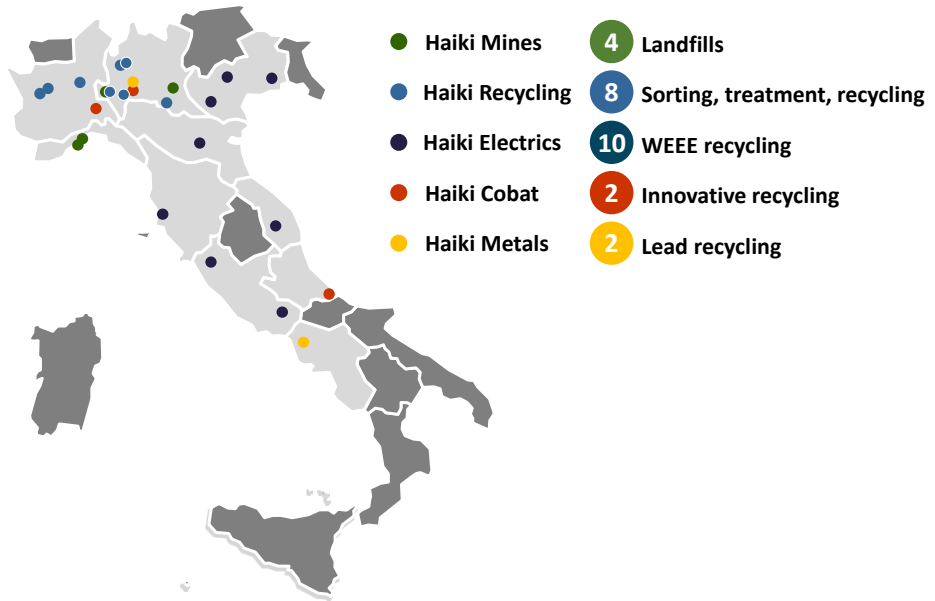 Haiki Mines
4 Landfills
Haiki Recycling
8 Sorting, treatment, recycling
Haiki Electrics
10 WEEE recycling
Haiki Cobat
2 Innovative recycling
Haiki Metals
2 Lead recycling